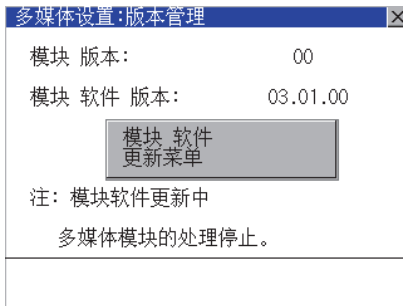 多媒体设置:版本管理
模块 版本: 00
模块 软件 版本: 03.01.00
模块 软件
更新菜单
注: 模块软件更新中
多媒体模块的处理停止。